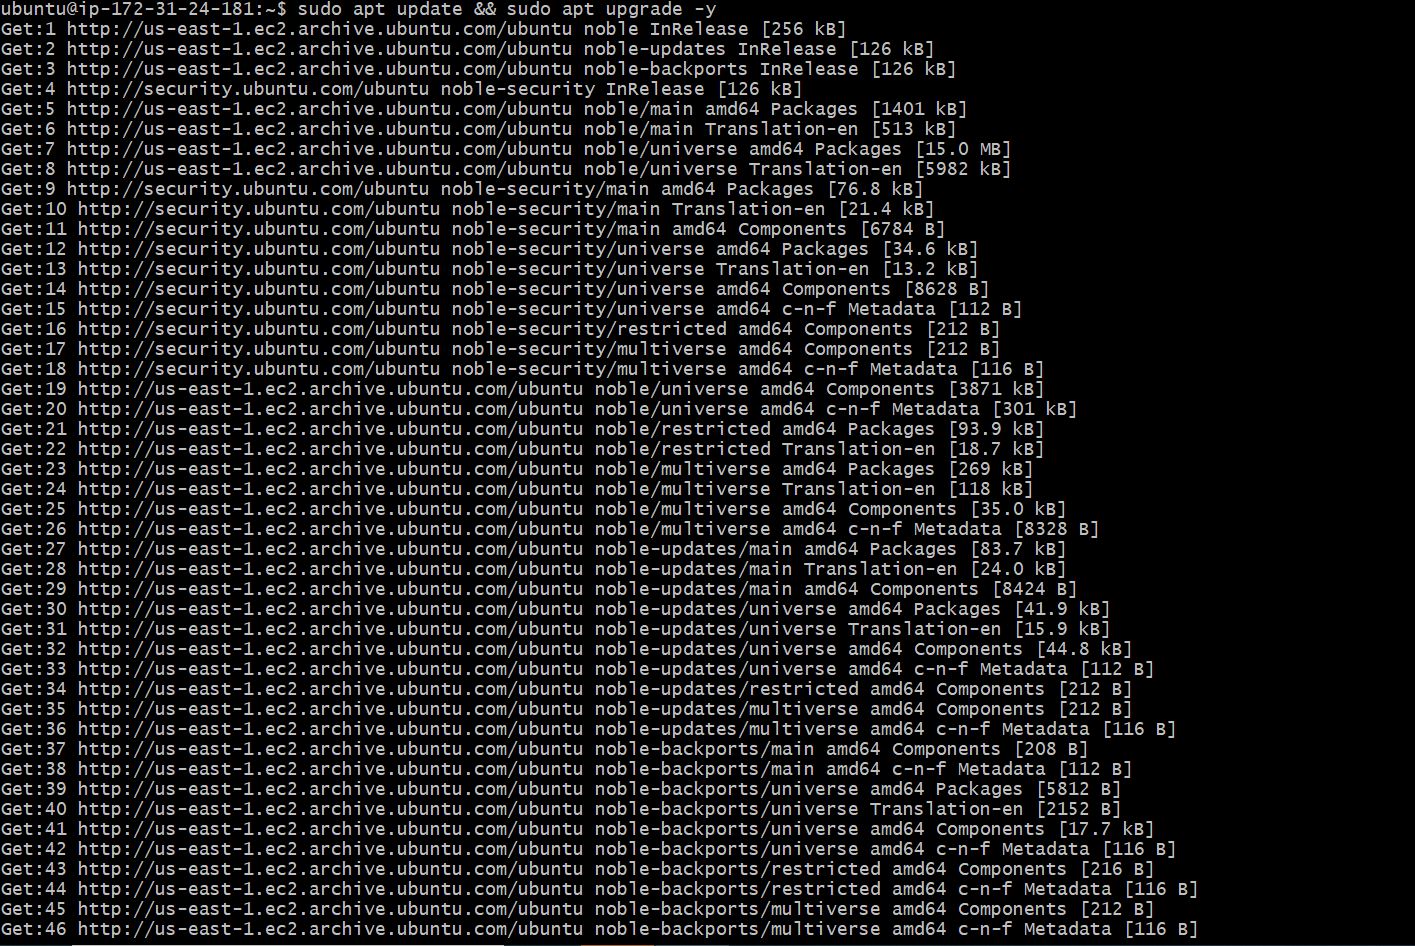 ubuntu@ip-172-31-24-181:~$ sudo apt update && sudo apt upgrade -y
Get:1 http://us-east-1.ec2.archive.ubuntu.com/ubuntu noble InRelease [256 kB]
Get:2 http://us-east-1.ec2.archive.ubuntu.com/ubuntu noble-updates InRelease [126 kB]
Get:3 http://us-east-1.ec2.archive.ubuntu.com/ubuntu noble-backports InRelease [126 kB]
Get:4 http://security.ubuntu.com/ubuntu noble-security InRelease [126 kB]
Get:5 http://us-east-1.ec2.archive.ubuntu.com/ubuntu noble/main amd64 Packages [1401 kB]
Get:6 http://us-east-1.ec2.archive.ubuntu.com/ubuntu noble/main Translation-en [513 kB]
Get:7 http://us-east-1.ec2.archive.ubuntu.com/ubuntu noble/universe amd64 Packages [15.0 MB]
Get:8 http://us-east-1.ec2.archive.ubuntu.com/ubuntu noble/universe Translation-en [5982 kB]
Get:9 http://security.ubuntu.com/ubuntu noble-security/main amd64 Packages [76.8 kB]
Get:10 http://security.ubuntu.com/ubuntu noble-security/main Translation-en [21.4 kB]
Get:11 http://security.ubuntu.com/ubuntu noble-security/main amd64 Components [6784 B]
Get:12 http://security.ubuntu.com/ubuntu noble-security/universe amd64 Packages [34.6 kB]
Get:13 http://security.ubuntu.com/ubuntu noble-security/universe Translation-en [13.2 kB]
Get:14 http://security.ubuntu.com/ubuntu noble-security/universe amd64 Components [8628 B]
Get:15 http://security.ubuntu.com/ubuntu noble-security/universe amd64 c-n-f Metadata [112 B]
Get:16 http://security.ubuntu.com/ubuntu noble-security/restricted amd64 Components [212 B]
Get:17 http://security.ubuntu.com/ubuntu noble-security/multiverse amd64 Components [212 B]
Get:18 http://security.ubuntu.com/ubuntu noble-security/multiverse amd64 c-n-f Metadata [116 B]
Get:19 http://us-east-1.ec2.archive.ubuntu.com/ubuntu noble/universe amd64 Components [3871 kB]
Get:20 http://us-east-1.ec2.archive.ubuntu.com/ubuntu noble/universe amd64 c-n-f Metadata [301 kB]
Get:21 http://us-east-1.ec2.archive.ubuntu.com/ubuntu noble/restricted amd64 Packages [93.9 kB]
Get:22 http://us-east-1.ec2.archive.ubuntu.com/ubuntu noble/restricted Translation-en [18.7 kB]
Get:23 http://us-east-1.ec2.archive.ubuntu.com/ubuntu noble/multiverse amd64 Packages [269 kB]
Get:24 http://us-east-1.ec2.archive.ubuntu.com/ubuntu noble/multiverse Translation-en [118 kB]
Get:25 http://us-east-1.ec2.archive.ubuntu.com/ubuntu noble/multiverse amd64 Components [35.0 kB]
Get:26 http://us-east-1.ec2.archive.ubuntu.com/ubuntu noble/multiverse amd64 c-n-f Metadata [8328 B]
Get:27 http://us-east-1.ec2.archive.ubuntu.com/ubuntu noble-updates/main amd64 Packages [83.7 kB]
Get:28 http://us-east-1.ec2.archive.ubuntu.com/ubuntu noble-updates/main Translation-en [24.0 kB]
Get:29 http://us-east-1.ec2.archive.ubuntu.com/ubuntu noble-updates/main amd64 Components [8424 B]
Get:30 http://us-east-1.ec2.archive.ubuntu.com/ubuntu noble-updates/universe amd64 Packages [41.9 kB]
Get:31 http://us-east-1.ec2.archive.ubuntu.com/ubuntu noble-updates/universe Translation-en [15.9 kB]
Get:32 http://us-east-1.ec2.archive.ubuntu.com/ubuntu noble-updates/universe amd64 Components [44.8 kB]
Get:33 http://us-east-1.ec2.archive.ubuntu.com/ubuntu noble-updates/universe amd64 c-n-f Metadata [112 B]
Get:34 http://us-east-1.ec2.archive.ubuntu.com/ubuntu noble-updates/restricted amd64 Components [212 B]
Get:35 http://us-east-1.ec2.archive.ubuntu.com/ubuntu noble-updates/multiverse amd64 Components [212 B]
Get:36 http://us-east-1.ec2.archive.ubuntu.com/ubuntu noble-updates/multiverse amd64 c-n-f Metadata [116 B]
Get:37 http://us-east-1.ec2.archive.ubuntu.com/ubuntu noble-backports/main amd64 Components [208 B]
Get:38 http://us-east-1.ec2.archive.ubuntu.com/ubuntu noble-backports/main amd64 c-n-f Metadata [112 B]
Get:39 http://us-east-1.ec2.archive.ubuntu.com/ubuntu noble-backports/universe amd64 Packages [5812 B]
Get:40 http://us-east-1.ec2.archive.ubuntu.com/ubuntu noble-backports/universe Translation-en [2152 B]
Get:41 http://us-east-1.ec2.archive.ubuntu.com/ubuntu noble-backports/universe amd64 Components [17.7 kB]
Get:42 http://us-east-1.ec2.archive.ubuntu.com/ubuntu noble-backports/universe amd64 c-n-f Metadata [116 B]
Get:43 http://us-east-1.ec2.archive.ubuntu.com/ubuntu noble-backports/restricted amd64 Components [216 B]
Get:44 http://us-east-1.ec2.archive.ubuntu.com/ubuntu noble-backports/restricted amd64 c-n-f Metadata [116 B]
Get:45 http://us-east-1.ec2.archive.ubuntu.com/ubuntu noble-backports/multiverse amd64 Components [212 B]
Get:46 http://us-east-1.ec2.archive.ubuntu.com/ubuntu noble-backports/multiverse amd64 c-n-f Metadata [116 B]